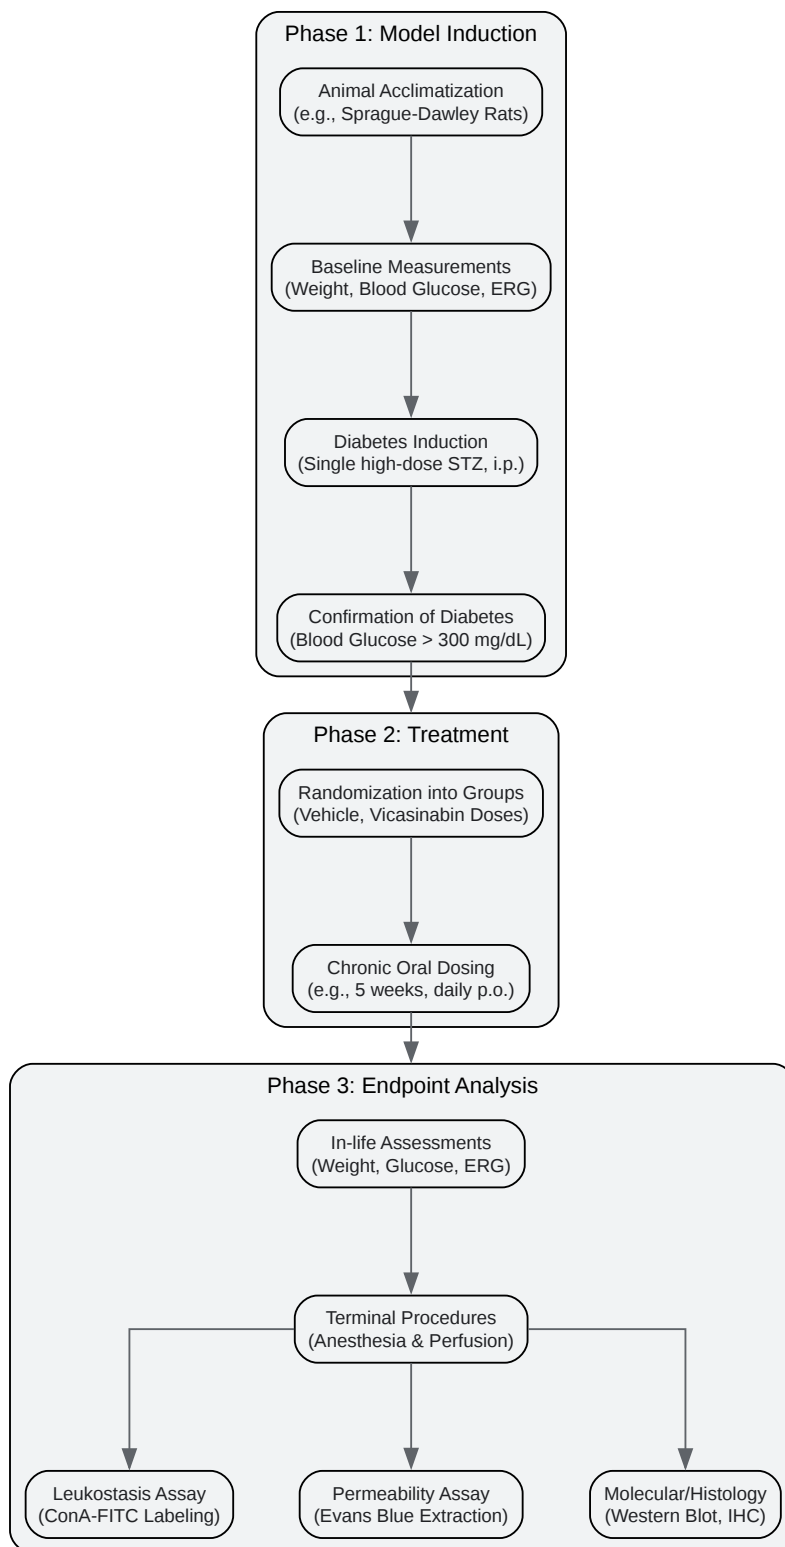 Phase 1: Model Induction
Animal Acclimatization
(e.g., Sprague-Dawley Rats)
Baseline Measurements
(Weight, Blood Glucose, ERG)
Diabetes Induction
(Single high-dose STZ, i.p.)
Confirmation of Diabetes
(Blood Glucose > 300 mg/dL)
Phase 2: Treatment
Randomization into Groups
(Vehicle, Vicasinabin Doses)
Chronic Oral Dosing
(e.g., 5 weeks, daily p.o.)
Phase 3: Endpoint Analysis
In-life Assessments
(Weight, Glucose, ERG)
Terminal Procedures
(Anesthesia & Perfusion)
Leukostasis Assay
(ConA-FITC Labeling)
Permeability Assay
(Evans Blue Extraction)
Molecular/Histology
(Western Blot, IHC)